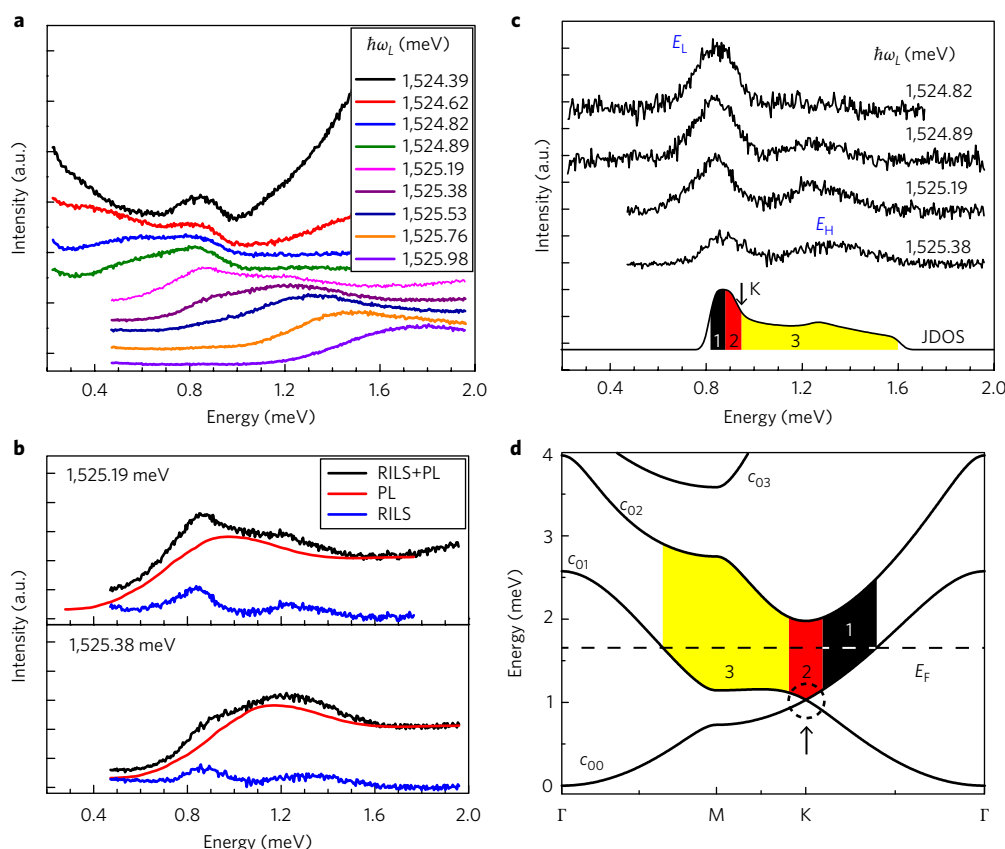 a
Intensity (a.u.)
ħω_L (meV)
1,524.39
1,524.62
1,524.82
1,524.89
1,525.19
1,525.38
1,525.53
1,525.76
1,525.98
0.4 0.8 1.2 1.6 2.0
Energy (meV)
b
Intensity (a.u.)
1,525.19 meV
RILS+PL
PL
RILS
1,525.38 meV
0.4 0.8 1.2 1.6 2.0
Energy (meV)
c
Intensity (a.u.)
E_L
ħω_L (meV)
1,524.82
1,524.89
1,525.19
E_H
1,525.38
K
1 2 3
JDOS
0.4 0.8 1.2 1.6 2.0
Energy (meV)
d
Energy (meV)
4
3
2
1
0
c_03
c_02
c_01
c_00
1
2
3
E_F
Γ M K Γ